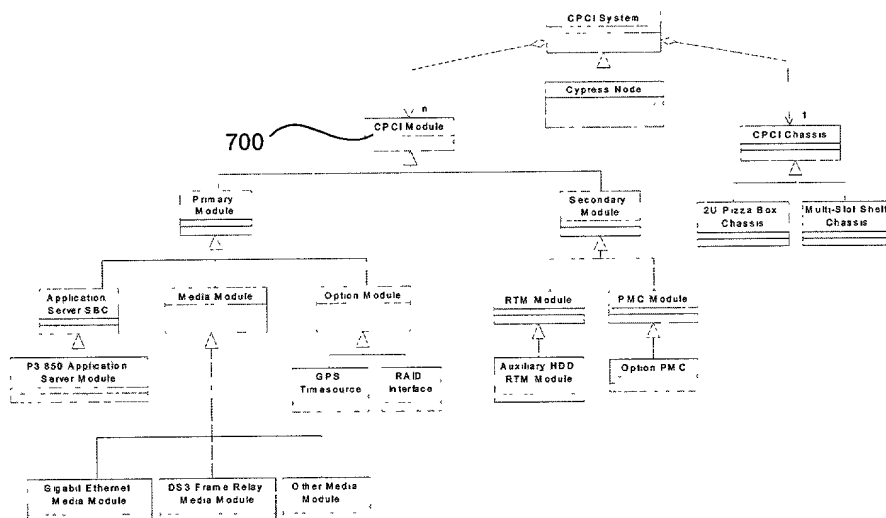 CPCI System
Cypress Node
n
CPCI Module
700
1
CPCI Chassis
Primary
Module
Secondary
Module
2U Pizza Box
Chassis
Multi-Slot Shelf
Chassis
Application
Server SBC
Media Module
Option Module
RTM Module
PMC Module
P3 850 Application
Server Module
GPS
Timesource
RAID
Interface
Auxiliary HDD
RTM Module
Option PMC
Gigabit Ethernet
Media Module
DS3 Frame Relay
Media Module
Other Media
Module